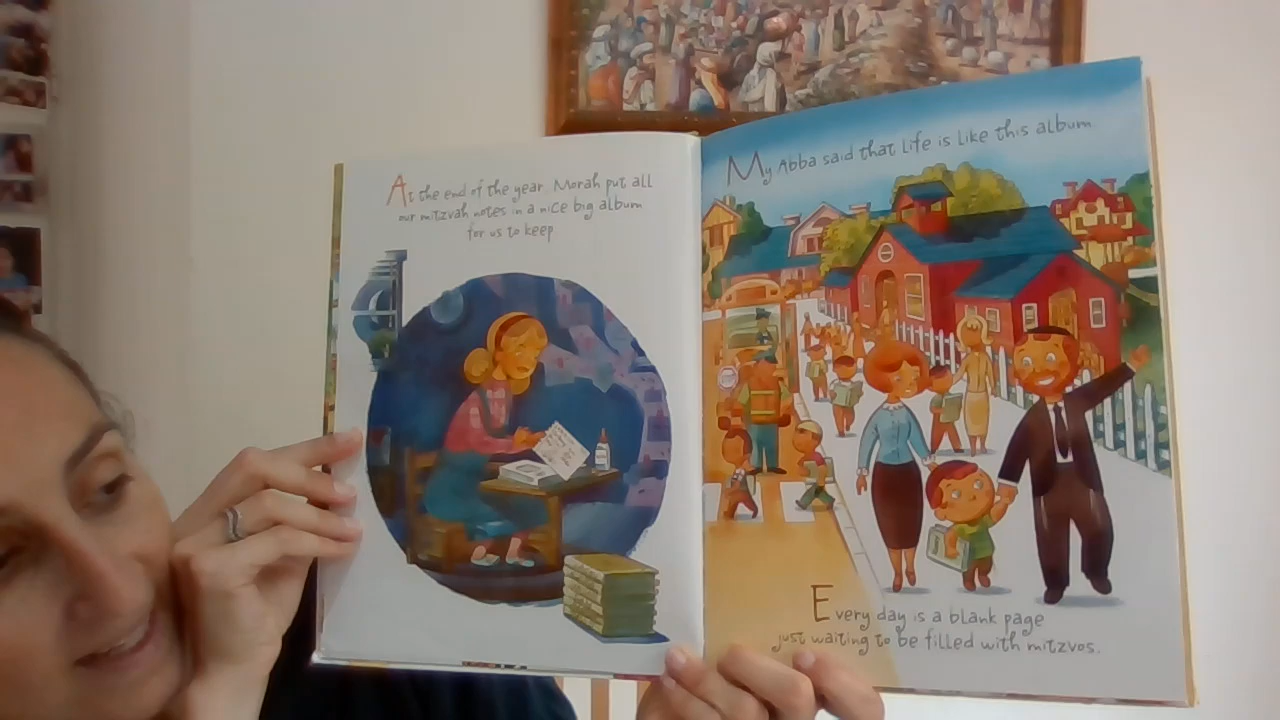 At the end of the year Morah put all
our mitzvah notes in a nice big album
for us to keep
My Abba said that Life is Like this album
Every day is a blank page
just waiting to be filled with mitzvos.